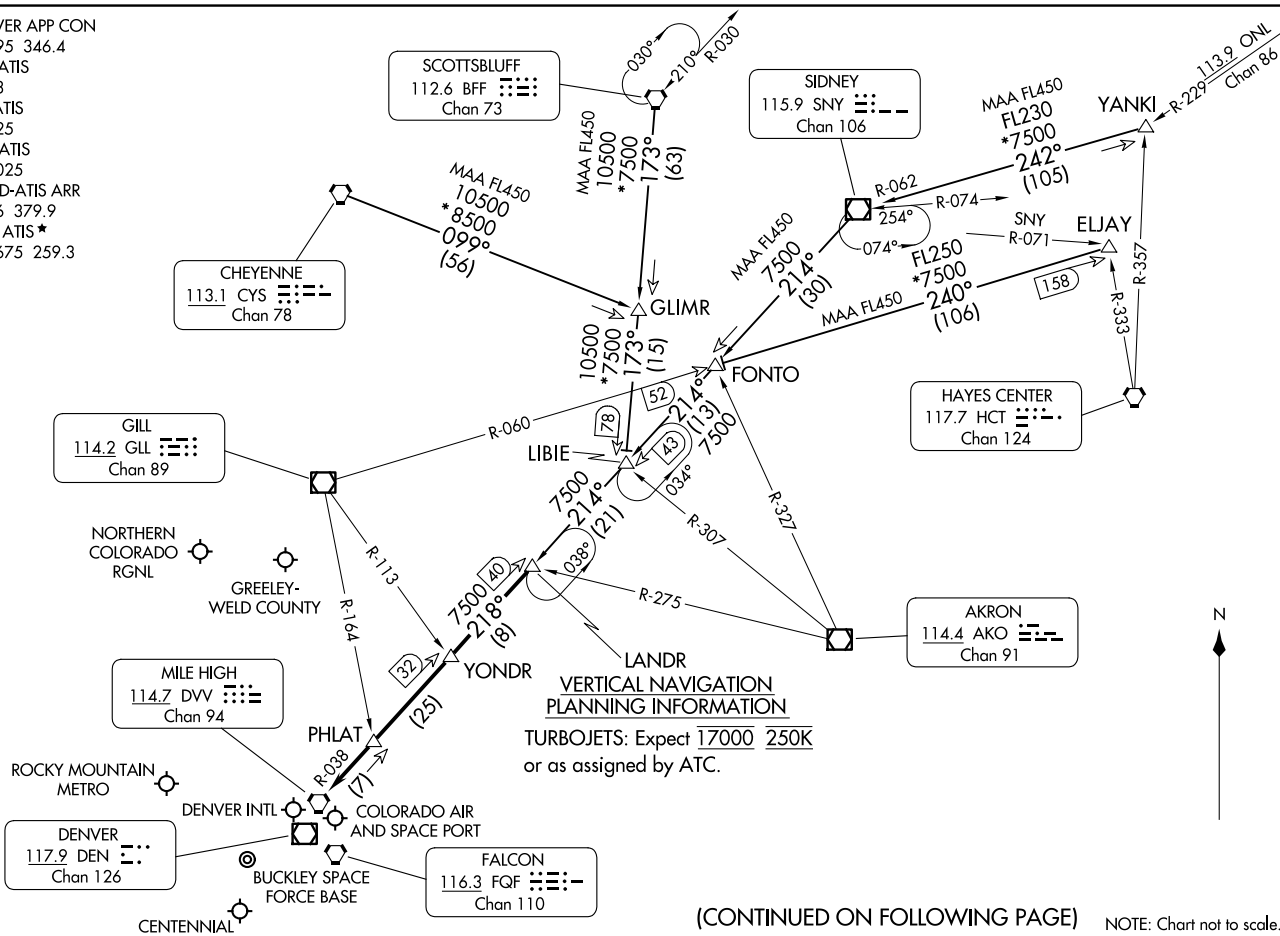 VER APP CON
95 346.4
ATIS
3
ATIS
25
ATIS
025
D-ATIS ARR
379.9
ATIS ★
675 259.3
SCOTTSBLUFF
112.6 BFF
Chan 73
030°
210°
R-030
SIDNEY
115.9 SNY
Chan 106
113.9 ONL
Chan 86
R-229
YANKI
MAA FL450
FL230
*7500
242°
(105)
R-062
R-074
254°
074°
SNY
R-071
ELJAY
R-357
MAA FL450
10500
*7500
173°
(63)
MAA FL450
10500
*8500
099°
(56)
CHEYENNE
113.1 CYS
Chan 78
GLIMR
MAA FL450
7500
214°
(30)
FL250
*7500
MAA FL450 240°
(106)
158
R-333
10500
*7500
173°
(15)
FONTO
HAYES CENTER
117.7 HCT
Chan 124
GILL
114.2 GLL
Chan 89
R-060
52
78
214°
(13)
7500
43
034°
LIBIE
7500
214°
(21)
R-307
R-327
NORTHERN
COLORADO
RGNL
GREELEY-
WELD COUNTY
R-113
R-164
40
038°
7500
218°
(8)
R-275
AKRON
114.4 AKO
Chan 91
N
32
YONDR
LANDR
VERTICAL NAVIGATION
PLANNING INFORMATION
TURBOJETS: Expect 17000 250K
or as assigned by ATC.
MILE HIGH
114.7 DVV
Chan 94
(25)
PHLAT
R-038
(7)
ROCKY MOUNTAIN
METRO
DENVER INTL
COLORADO AIR
AND SPACE PORT
DENVER
117.9 DEN
Chan 126
BUCKLEY SPACE
FORCE BASE
FALCON
116.3 FQF
Chan 110
CENTENNIAL
(CONTINUED ON FOLLOWING PAGE)
NOTE: Chart not to scale.